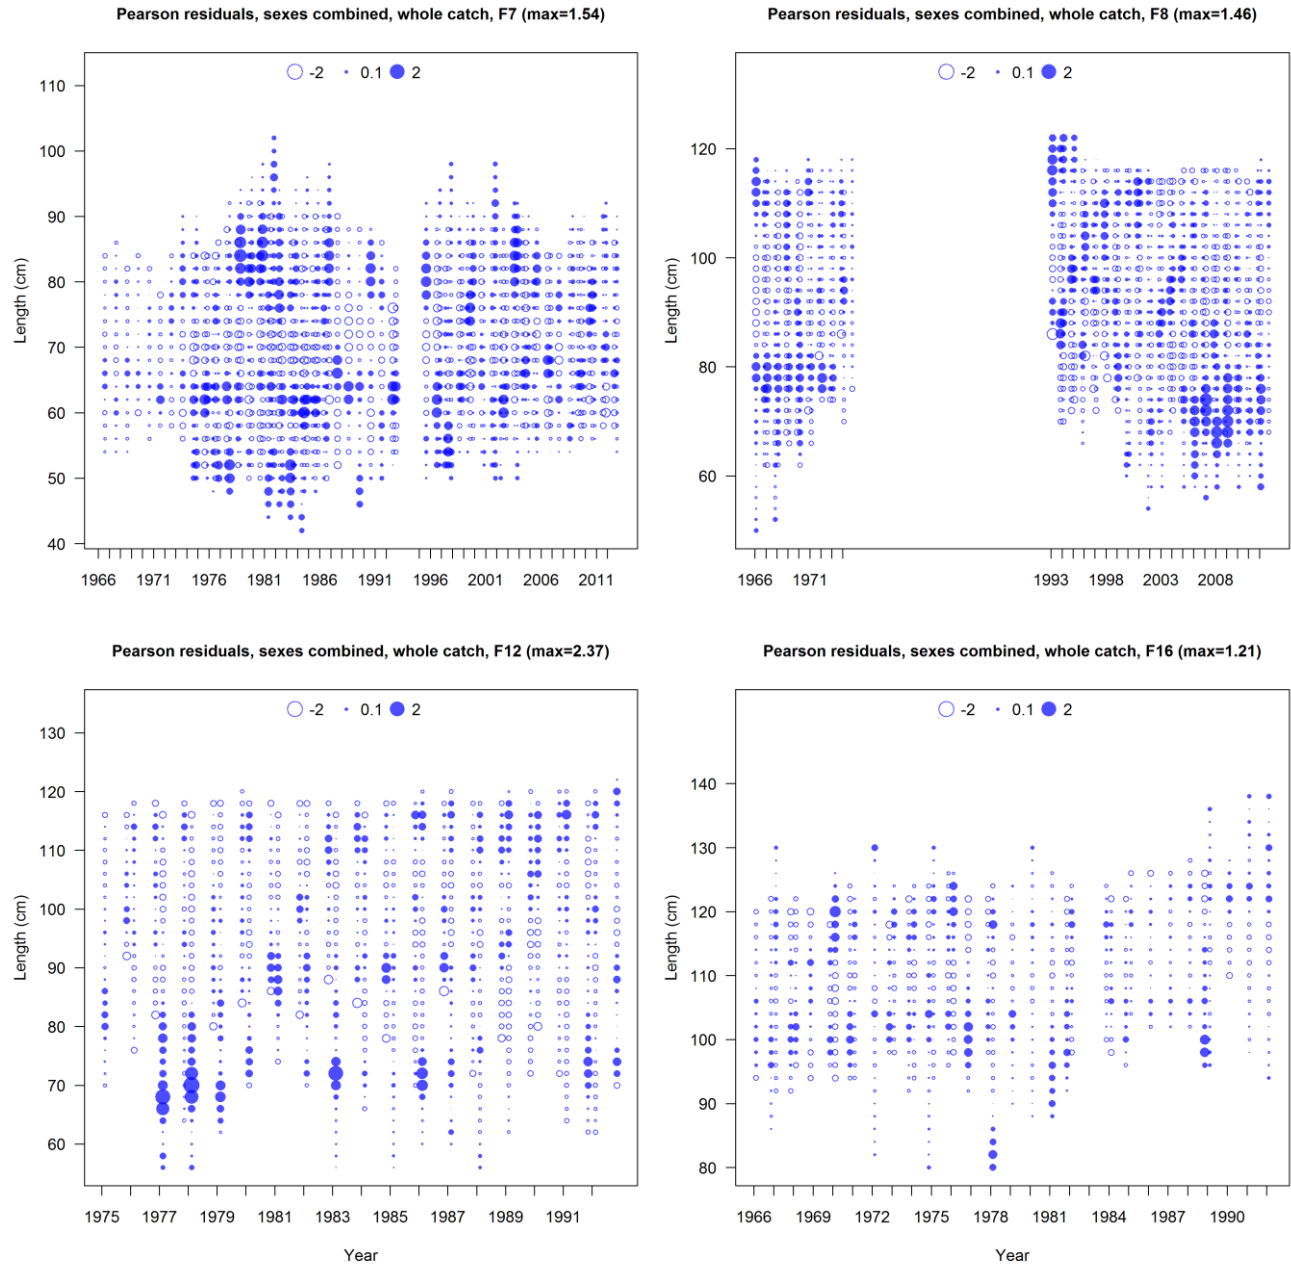 Pearson residuals, sexes combined, whole catch, F7 (max=1.54)
-2 0.1 2
Length (cm)
110
100
90
80
70
60
50
40
1966 1971 1976 1981 1986 1991 1996 2001 2006 2011
Pearson residuals, sexes combined, whole catch, F8 (max=1.46)
-2 0.1 2
Length (cm)
120
100
80
60
1966 1971 1993 1998 2003 2008
Pearson residuals, sexes combined, whole catch, F12 (max=2.37)
-2 0.1 2
Length (cm)
130
120
110
100
90
80
70
60
1975 1977 1979 1981 1983 1985 1987 1989 1991
Year
Pearson residuals, sexes combined, whole catch, F16 (max=1.21)
-2 0.1 2
Length (cm)
140
130
120
110
100
90
80
1966 1969 1972 1975 1978 1981 1984 1987 1990
Year